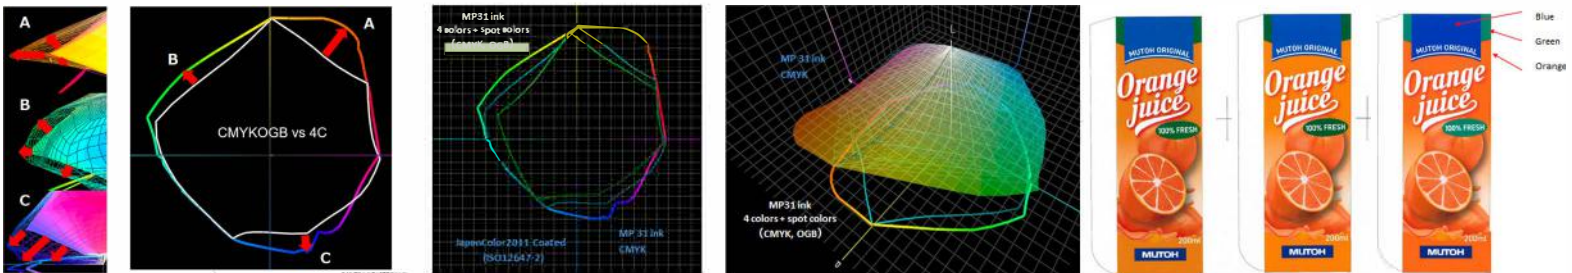 A
B
C
A
B
CMYKOGB vs 4C
C
MP31 ink
4 colors + Spot colors
(CMYK, OGB)
JapanColor2011 Coated
(ISO12647-2)
MP 31 ink
CMYK
MP 31 ink
CMYK
MP31 ink
4 colors + spot colors
(CMYK, OGB)
MUTOH ORIGINAL
Orange
juice
100% FRESH
200ml
MUTOH
MUTOH ORIGINAL
Orange
juice
100% FRESH
200ml
MUTOH
MUTOH ORIGINAL
Orange
juice
100% FRESH
200ml
MUTOH
Blue
Green
Orange